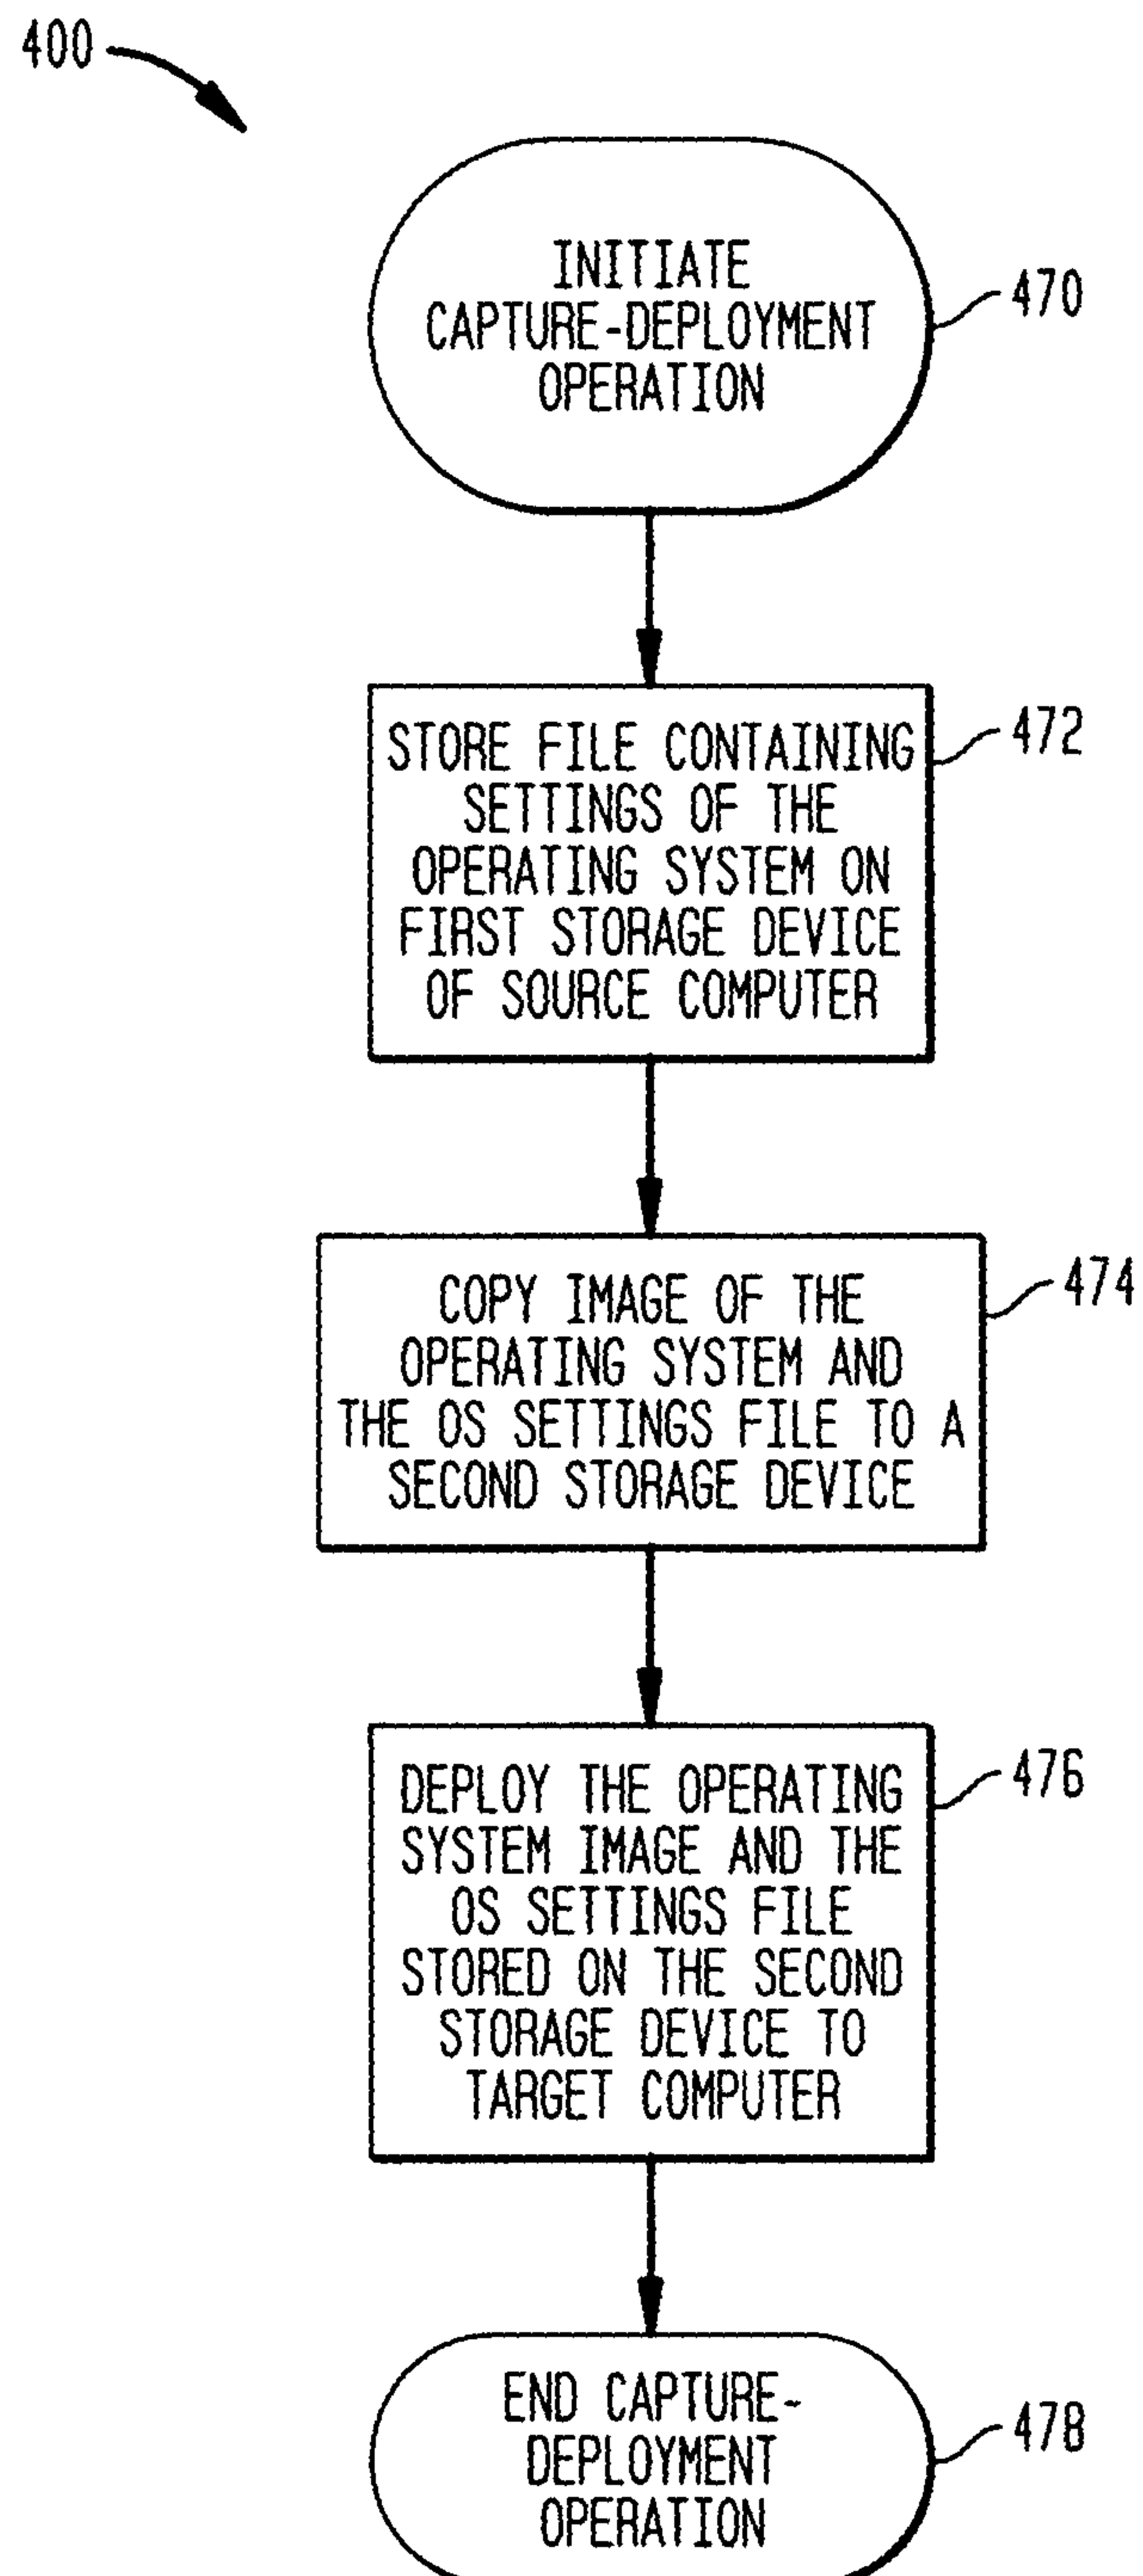 400
INITIATE
CAPTURE-DEPLOYMENT
OPERATION
470
STORE FILE CONTAINING
SETTINGS OF THE
OPERATING SYSTEM ON
FIRST STORAGE DEVICE
OF SOURCE COMPUTER
472
COPY IMAGE OF THE
OPERATING SYSTEM AND
THE OS SETTINGS FILE TO A
SECOND STORAGE DEVICE
474
DEPLOY THE OPERATING
SYSTEM IMAGE AND THE
OS SETTINGS FILE
STORED ON THE SECOND
STORAGE DEVICE TO
TARGET COMPUTER
476
END CAPTURE-
DEPLOYMENT
OPERATION
478